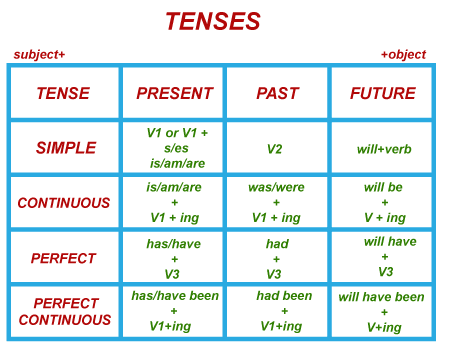 TENSES
subject+ +object
TENSE PRESENT PAST FUTURE
SIMPLE
V1 or V1 +
s/es
is/am/are
V2
will+verb
CONTINUOUS
is/am/are
+
V1 + ing
was/were
+
V1 + ing
will be
+
V + ing
PERFECT
has/have
+
V3
had
+
V3
will have
+
V3
PERFECT
CONTINUOUS
has/have been
+
V1+ing
had been
+
V1+ing
will have been
+
V+ing